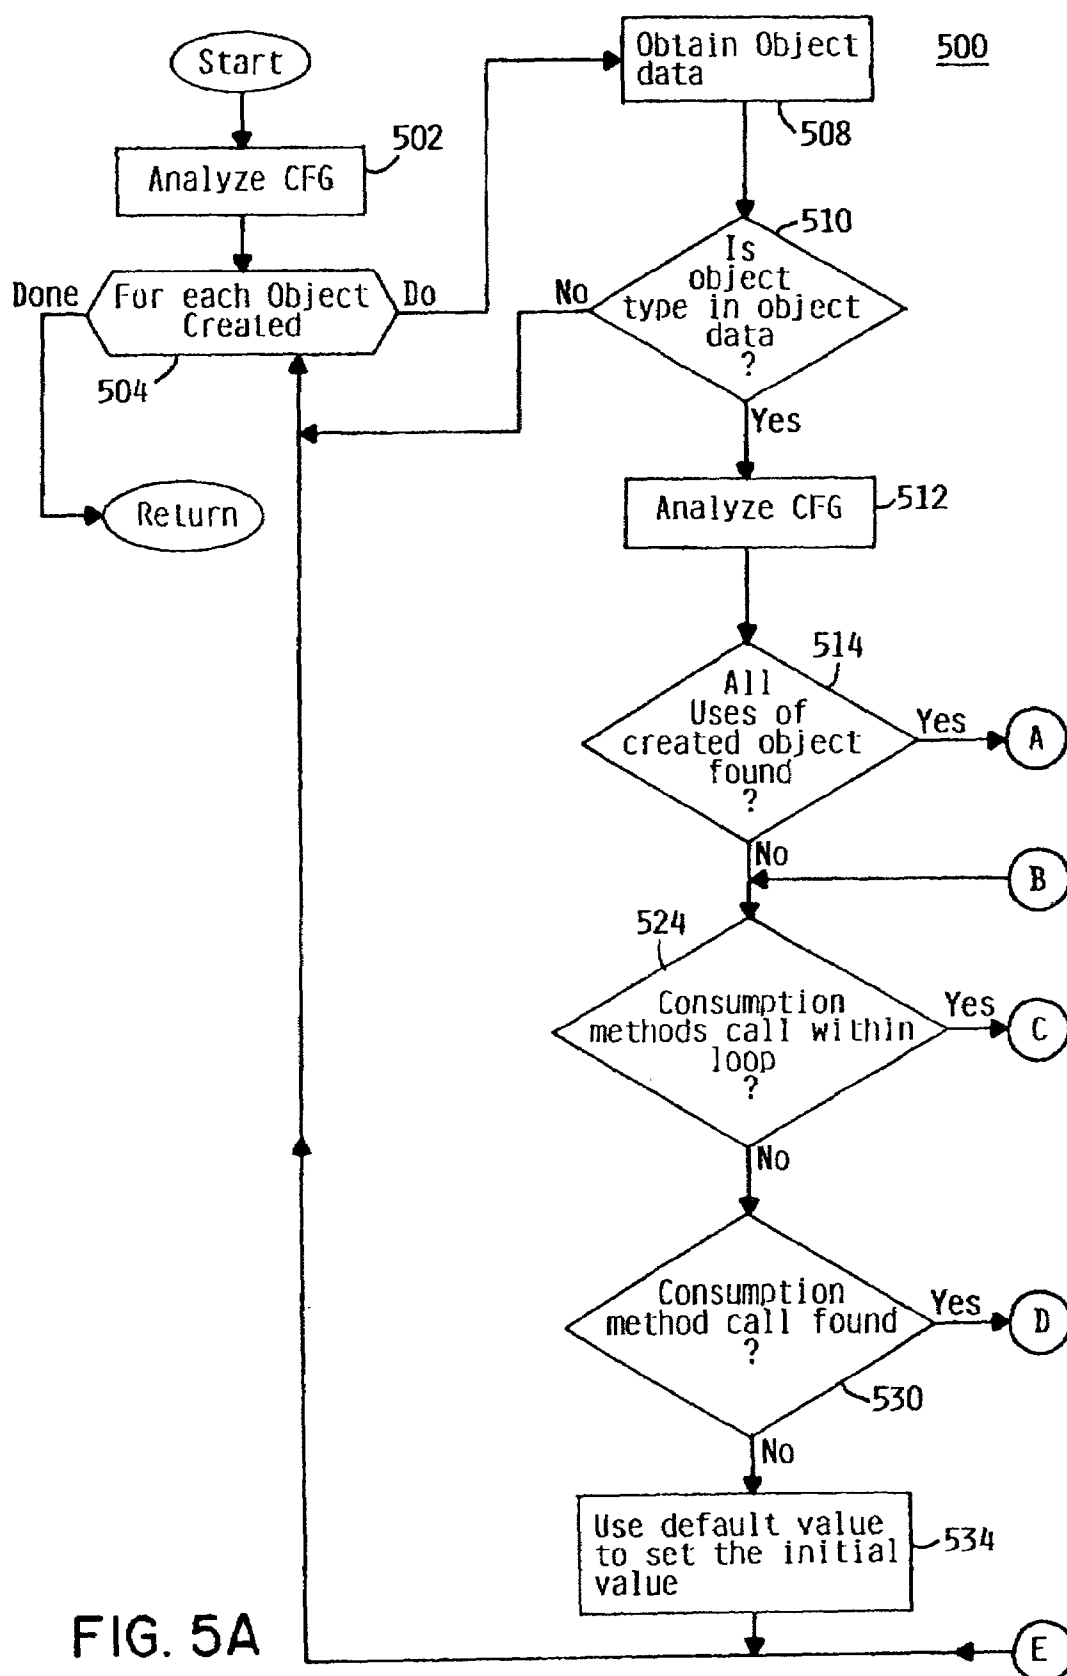 Start
Obtain Object
data
500
508
502
Analyze CFG
510
Is
object
type in object
data
?
No
Yes
Done
For each Object
Created
Do
504
Return
Analyze CFG
512
514
All
Uses of
created object
found
?
Yes
A
No
B
524
Consumption
methods call within
loop
?
Yes
C
No
Consumption
method call found
?
Yes
D
530
No
Use default value
to set the initial
value
534
E
FIG. 5A